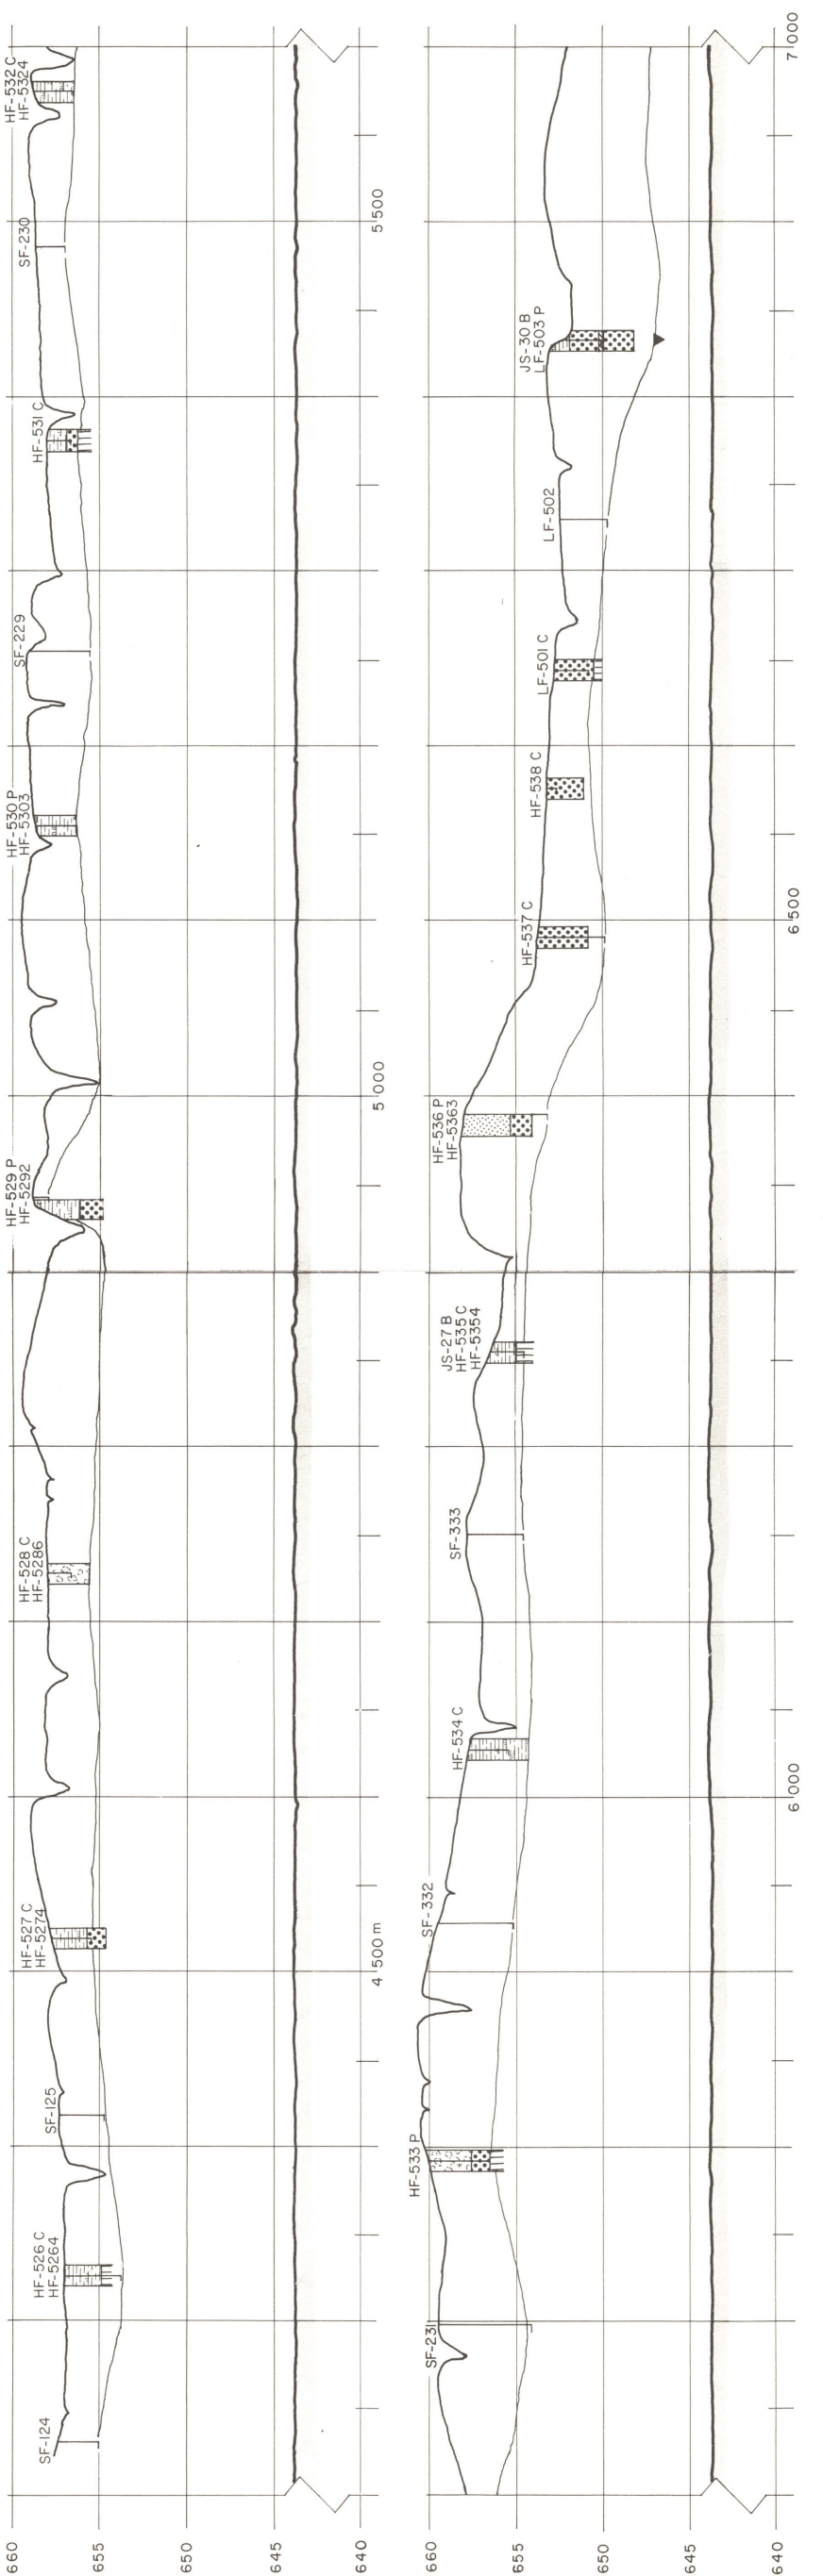 HF-532 C
HF-5324
SF-230
HF-531 C
SF-229
HF-530 P
HF-5303
HF-529 P
HF-5292
HF-528 C
HF-5286
HF-527 C
HF-5274
SF-125
HF-526 C
HF-5264
SF-124
5'500
5'000
4'500 m
660
655
650
645
640
JS-30 B
LF-503 P
LF-502
LF-501 C
HF-538 C
HF-537 C
HF-536 P
HF-5363
JS-27 B
HF-535 C
HF-5354
SF-333
HF-534 C
SF-332
HF-533 P
SF-231
7'000
6'500
6'000
660
655
650
645
640